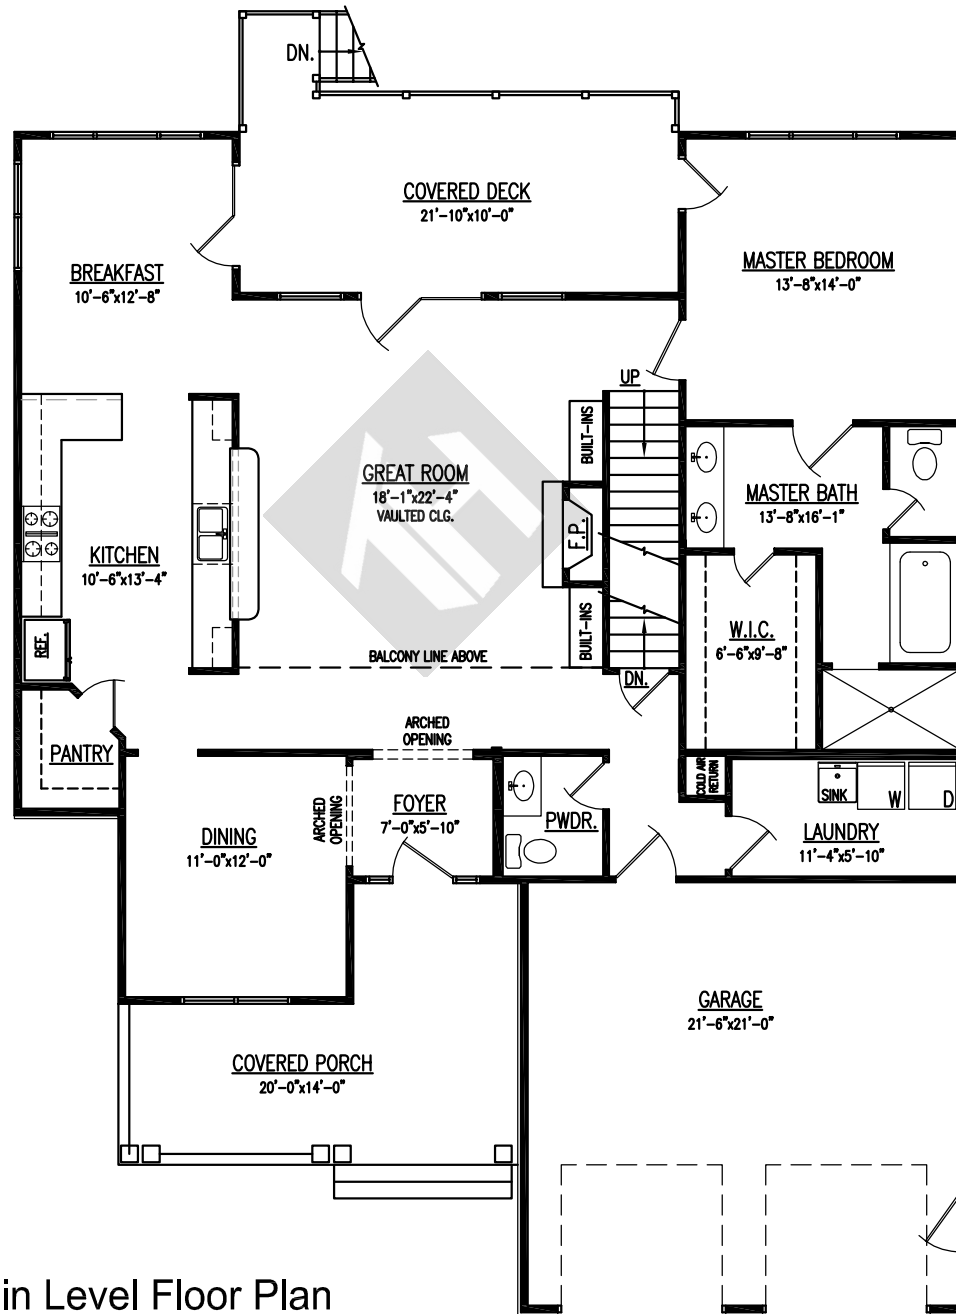 DN.
COVERED DECK
21'-10"x10'-0"
BREAKFAST
10'-6"x12'-8"
MASTER BEDROOM
13'-8"x14'-0"
UP
BUILT-INS
GREAT ROOM
18'-1"x22'-4"
VAULTED CLG.
MASTER BATH
13'-8"x16'-1"
F.P.
KITCHEN
10'-6"x13'-4"
REF.
BUILT-INS
W.I.C.
6'-6"x9'-8"
BALCONY LINE ABOVE
DN.
ARCHED
OPENING
PANTRY
COLD AIR
RETURN
SINK
W
D
FOYER
7'-0"x5'-10"
ARCHED
OPENING
PWDR.
DINING
11'-0"x12'-0"
LAUNDRY
11'-4"x5'-10"
GARAGE
21'-6"x21'-0"
COVERED PORCH
20'-0"x14'-0"
in Level Floor Plan